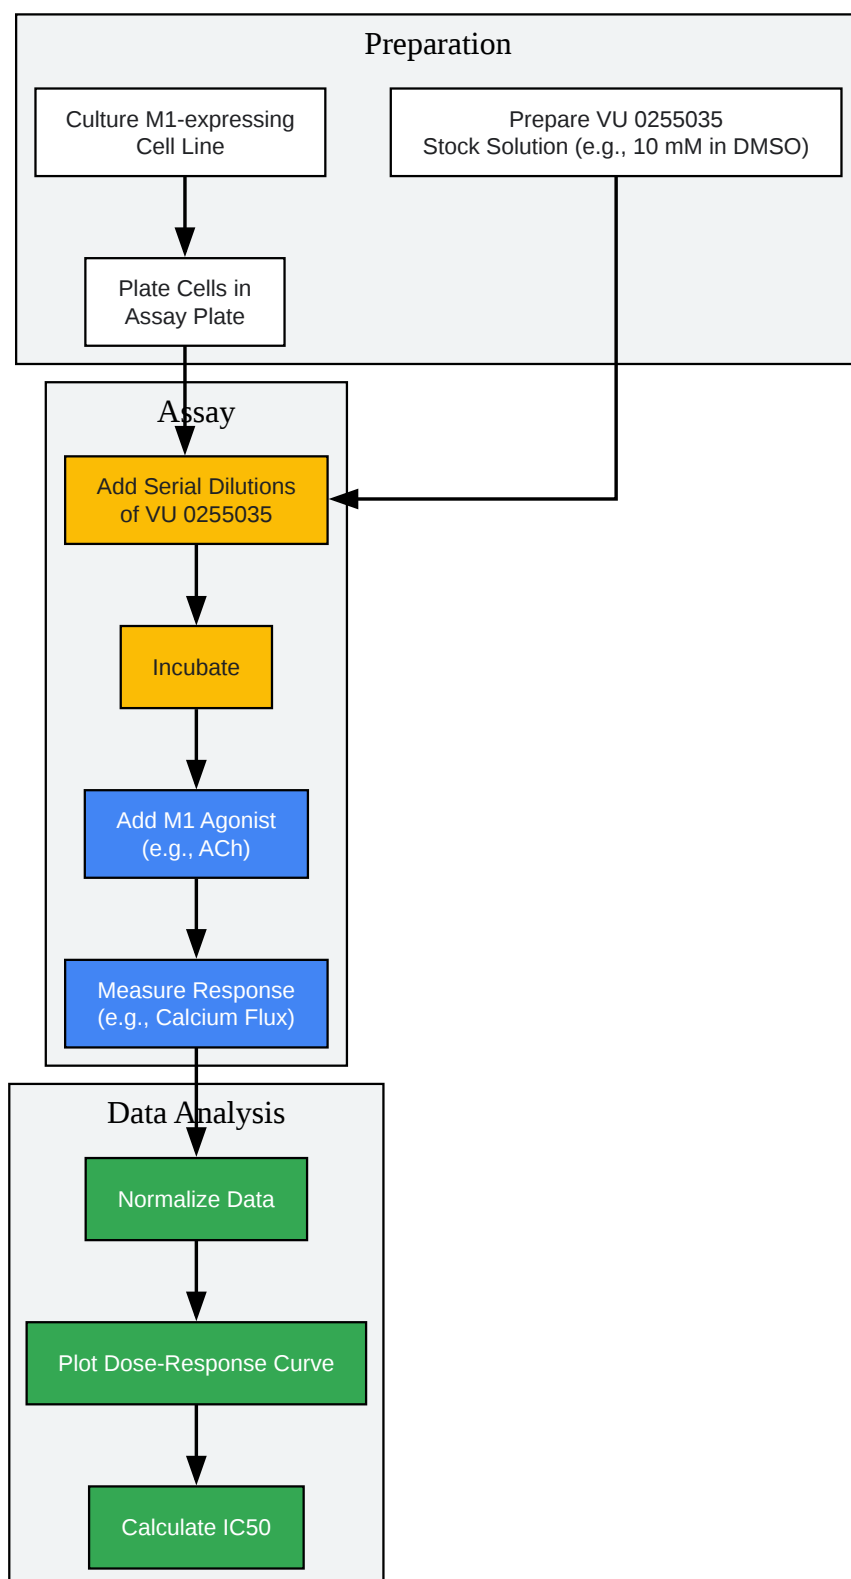 Preparation
Culture M1-expressing
Cell Line
Prepare VU 0255035
Stock Solution (e.g., 10 mM in DMSO)
Plate Cells in
Assay Plate
Assay
Add Serial Dilutions
of VU 0255035
Incubate
Add M1 Agonist
(e.g., ACh)
Measure Response
(e.g., Calcium Flux)
Data Analysis
Normalize Data
Plot Dose-Response Curve
Calculate IC50